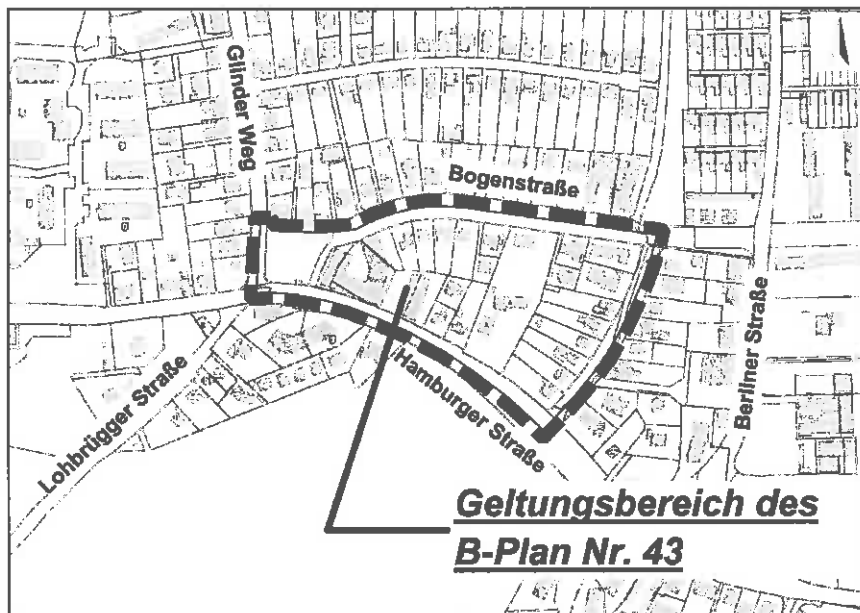 Glinder Weg
Bogenstraße
Berliner Straße
Hamburger Straße
Lohbrügger Straße
Geltungsbereich des
B-Plan Nr. 43